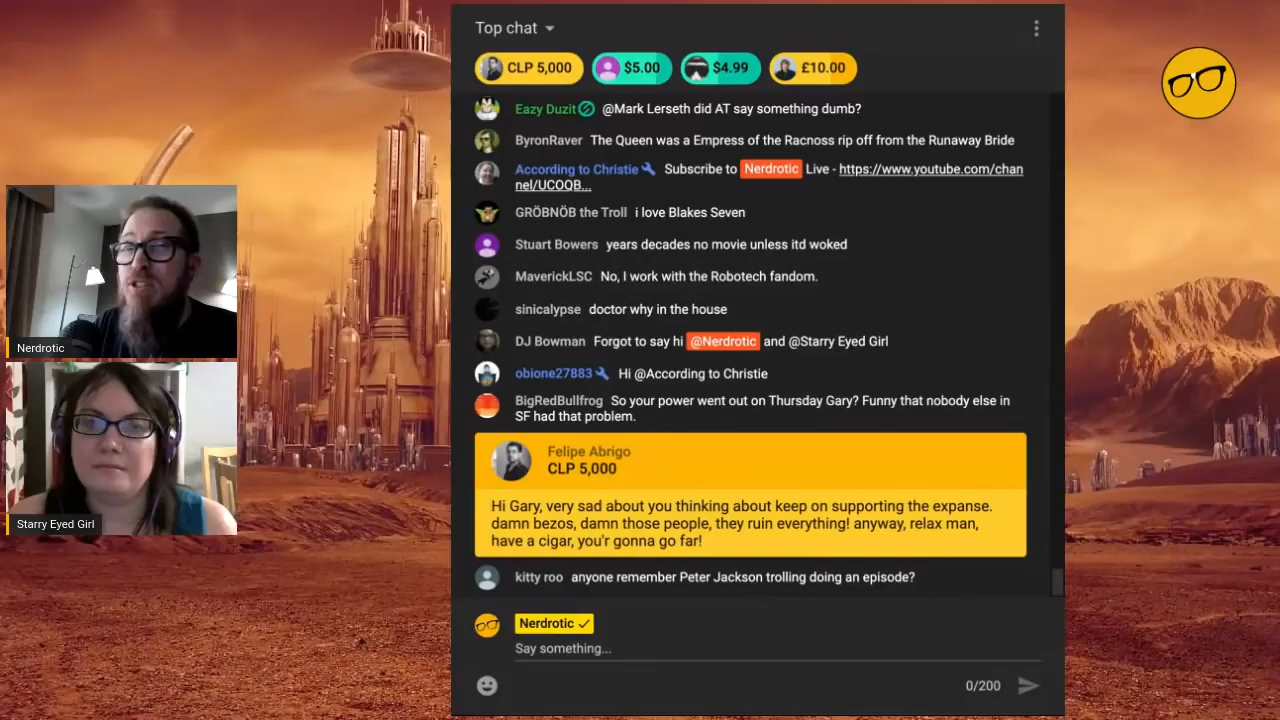 Top chat
CLP 5,000
$5.00
$4.99
£10.00
Eazy Duzit @Mark Lerseth did AT say something dumb?
ByronRaver The Queen was a Empress of the Racnoss rip off from the Runaway Bride
According to Christie Subscribe to Nerdrotic Live - https://www.youtube.com/chan
nel/UCOQB...
GRÖBNÖB the Troll i love Blakes Seven
Stuart Bowers years decades no movie unless itd woked
MaverickLSC No, I work with the Robotech fandom.
sinicalypse doctor why in the house
DJ Bowman Forgot to say hi @Nerdrotic and @Starry Eyed Girl
obione27883 Hi @According to Christie
BigRedBullfrog So your power went out on Thursday Gary? Funny that nobody else in
SF had that problem.
Felipe Abrigo
CLP 5,000
Hi Gary, very sad about you thinking about keep on supporting the expanse.
damn bezos, damn those people, they ruin everything! anyway, relax man,
have a cigar, you'r gonna go far!
kitty roo anyone remember Peter Jackson trolling doing an episode?
Nerdrotic
Say something...
0/200
Nerdrotic
Starry Eyed Girl